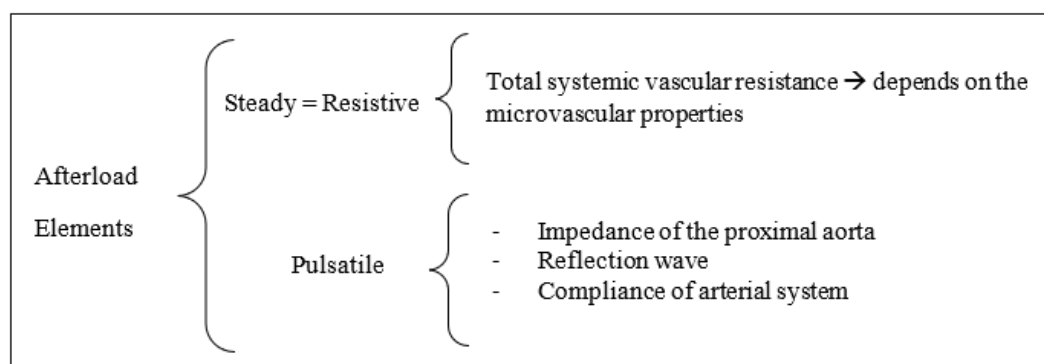 Afterload
Elements
Steady = Resistive
Total systemic vascular resistance → depends on the
microvascular properties
Pulsatile
- Impedance of the proximal aorta
- Reflection wave
- Compliance of arterial system